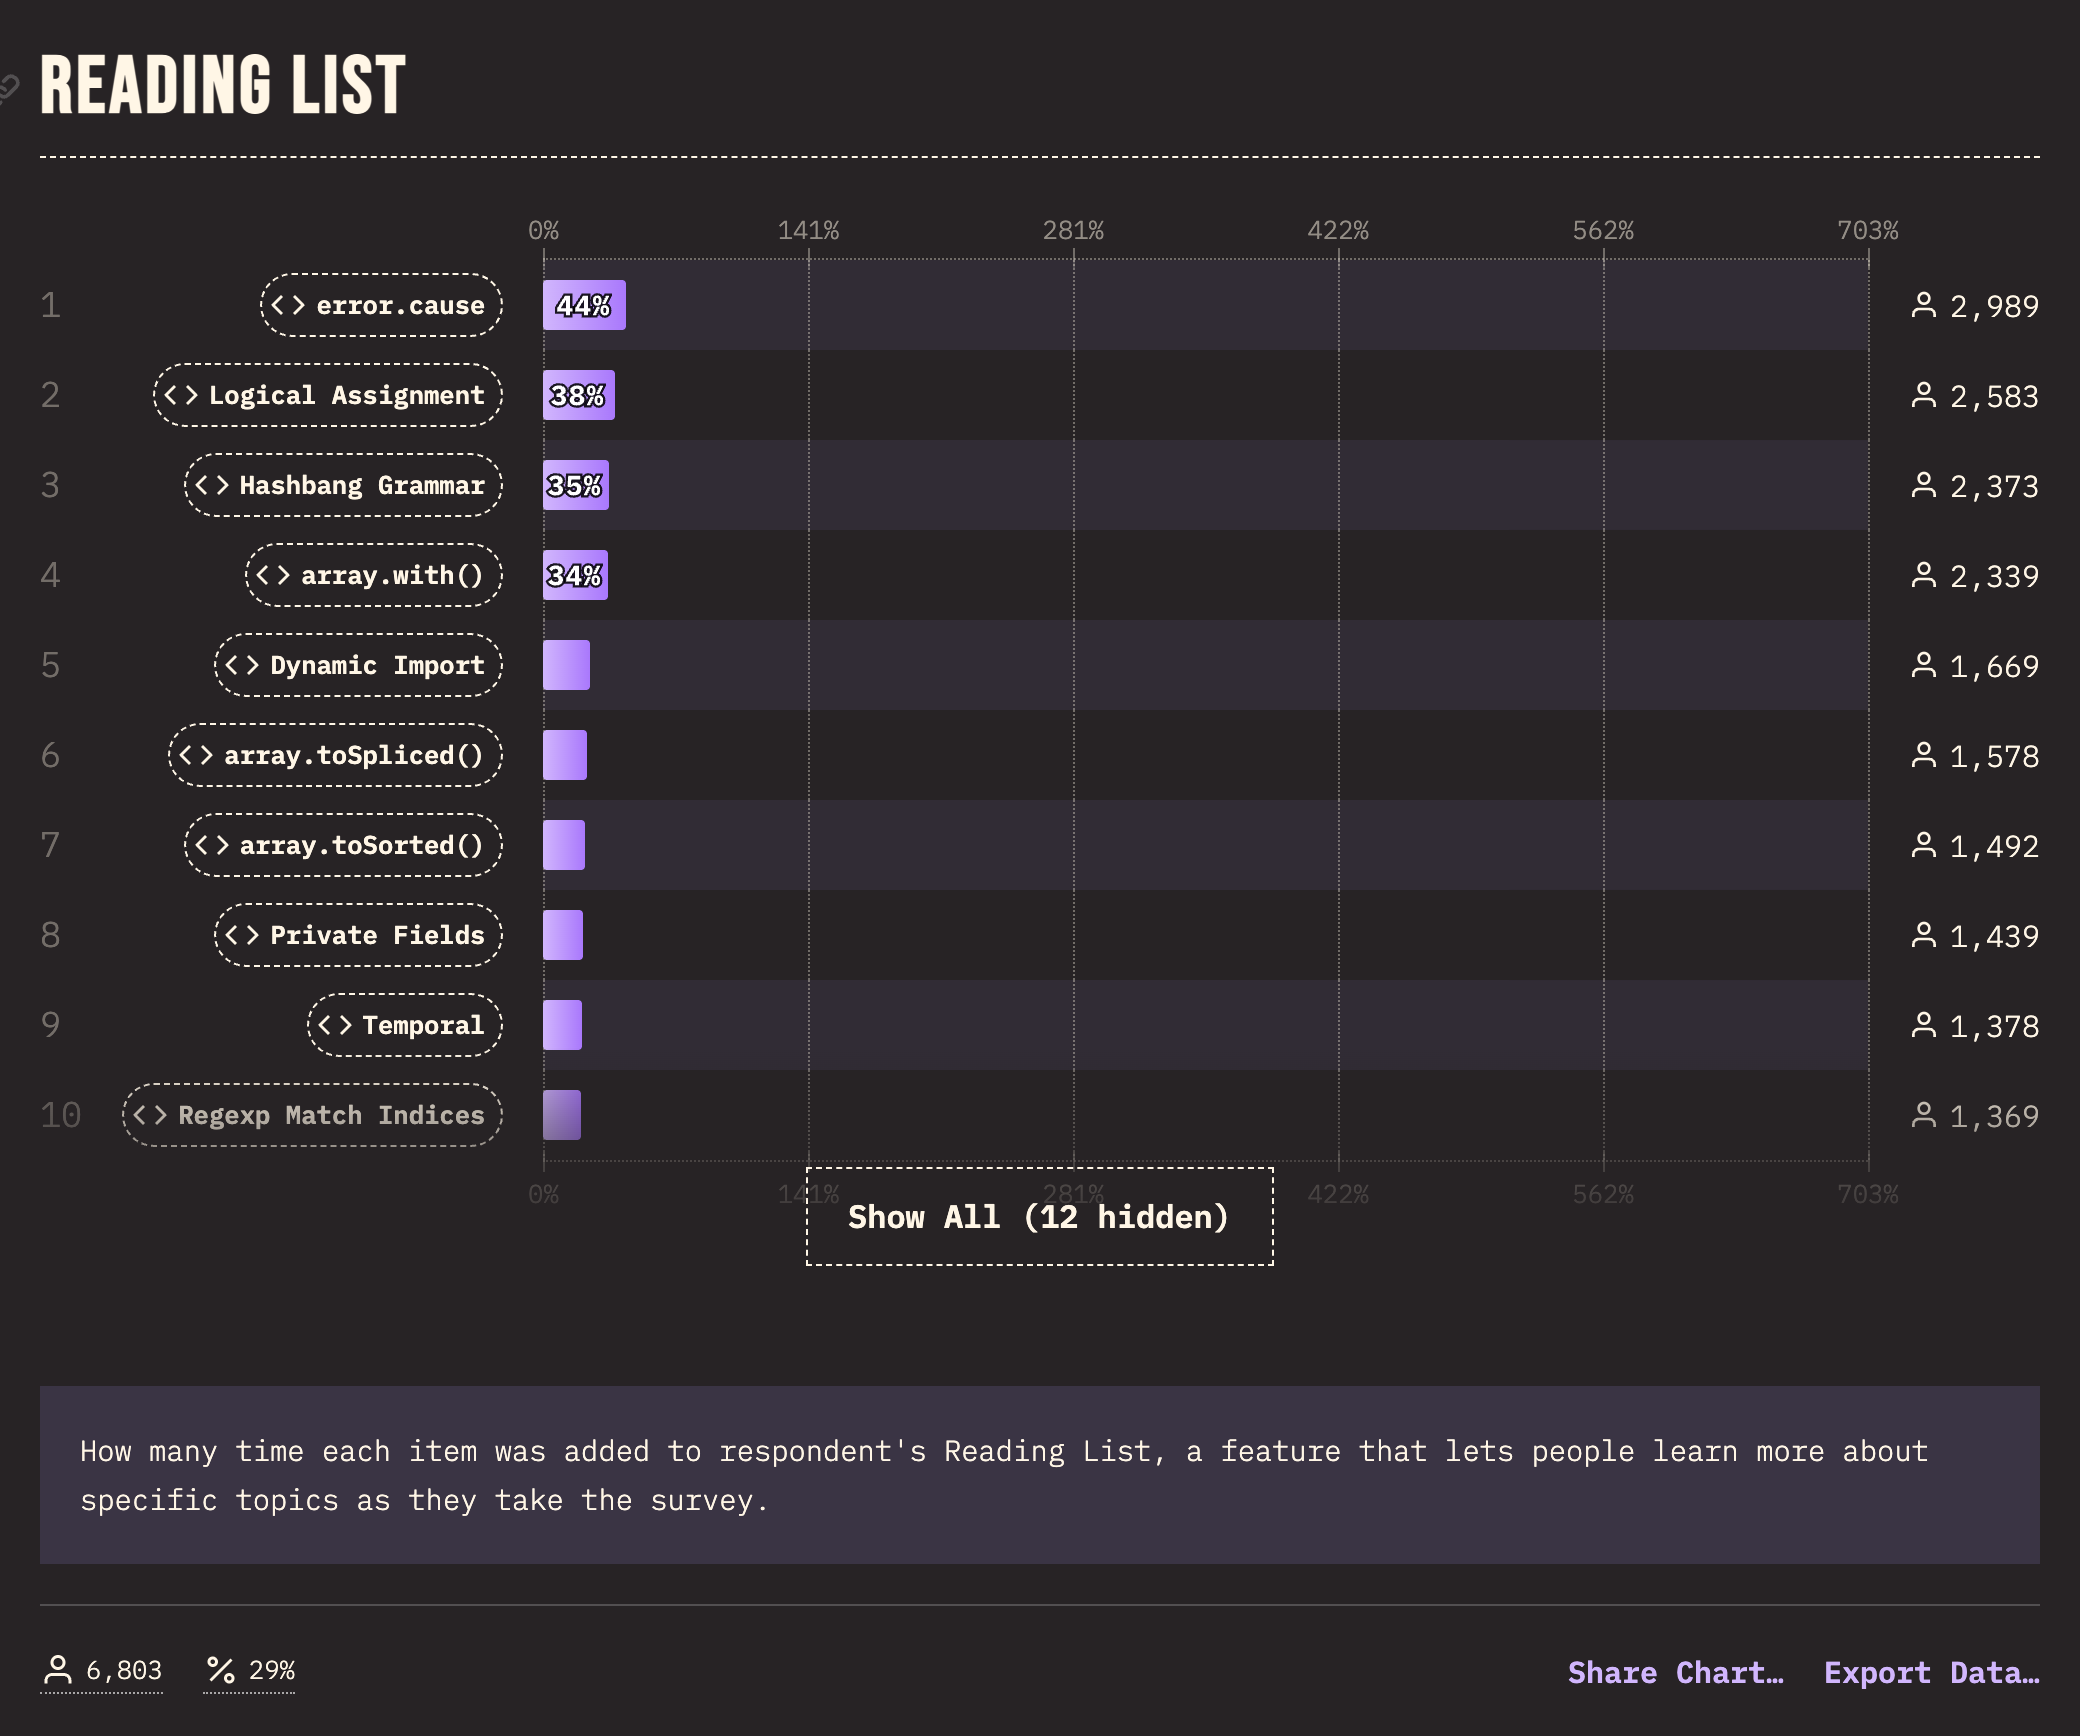 READING LIST
0% 141% 281% 422% 562% 703%
1 <> error.cause 44% 2,989
2 <> Logical Assignment 38% 2,583
3 <> Hashbang Grammar 35% 2,373
4 <> array.with() 34% 2,339
5 <> Dynamic Import 1,669
6 <> array.toSpliced() 1,578
7 <> array.toSorted() 1,492
8 <> Private Fields 1,439
9 <> Temporal 1,378
10 <> Regexp Match Indices 1,369
0% 141% 281% 422% 562% 703%
Show All (12 hidden)
How many time each item was added to respondent's Reading List, a feature that lets people learn more about
specific topics as they take the survey.
6,803 % 29% Share Chart… Export Data…